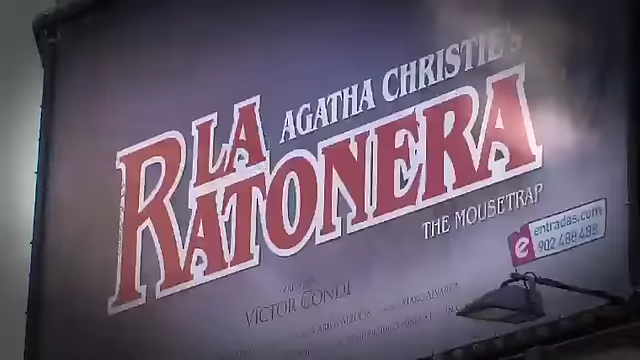 AGATHA CHRISTIE'S
LA
RATONERA
THE MOUSETRAP
entradas.com
902 488 488
VICTOR CONDE